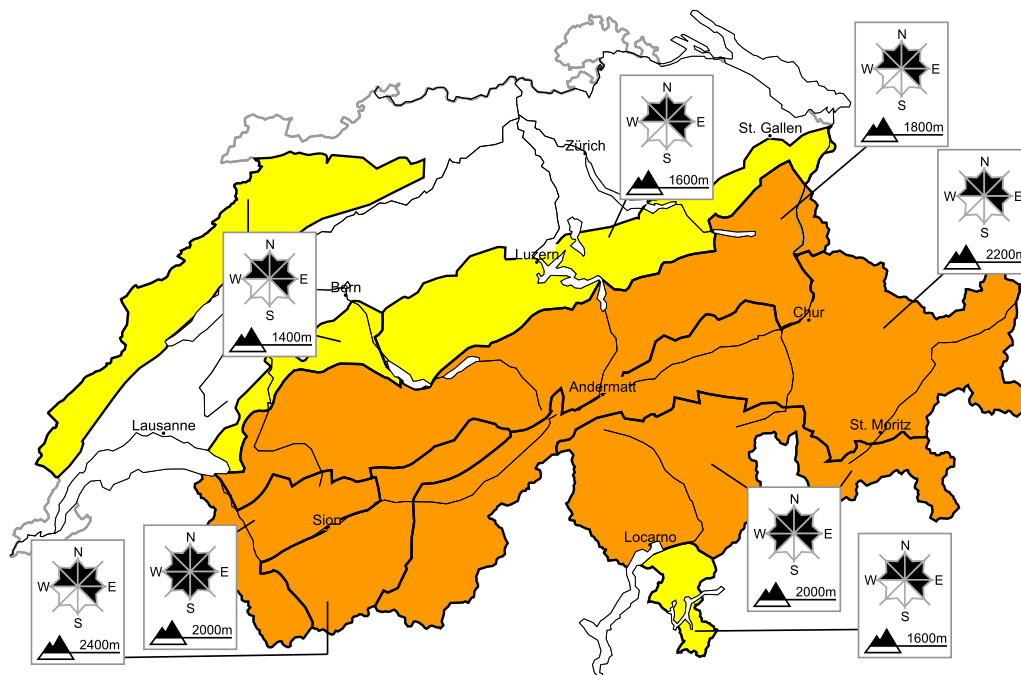 N
W E
S
1800m
N
W E
S
1600m
St. Gallen
Zürich
N
W E
S
2200m
Luzern
N
W E
S
1400m
Bern
Chur
Andermatt
Lausanne
St. Moritz
N
W E
S
2000m
Sion
Locarno
N
W E
S
2400m
N
W E
S
2000m
N
W E
S
1600m